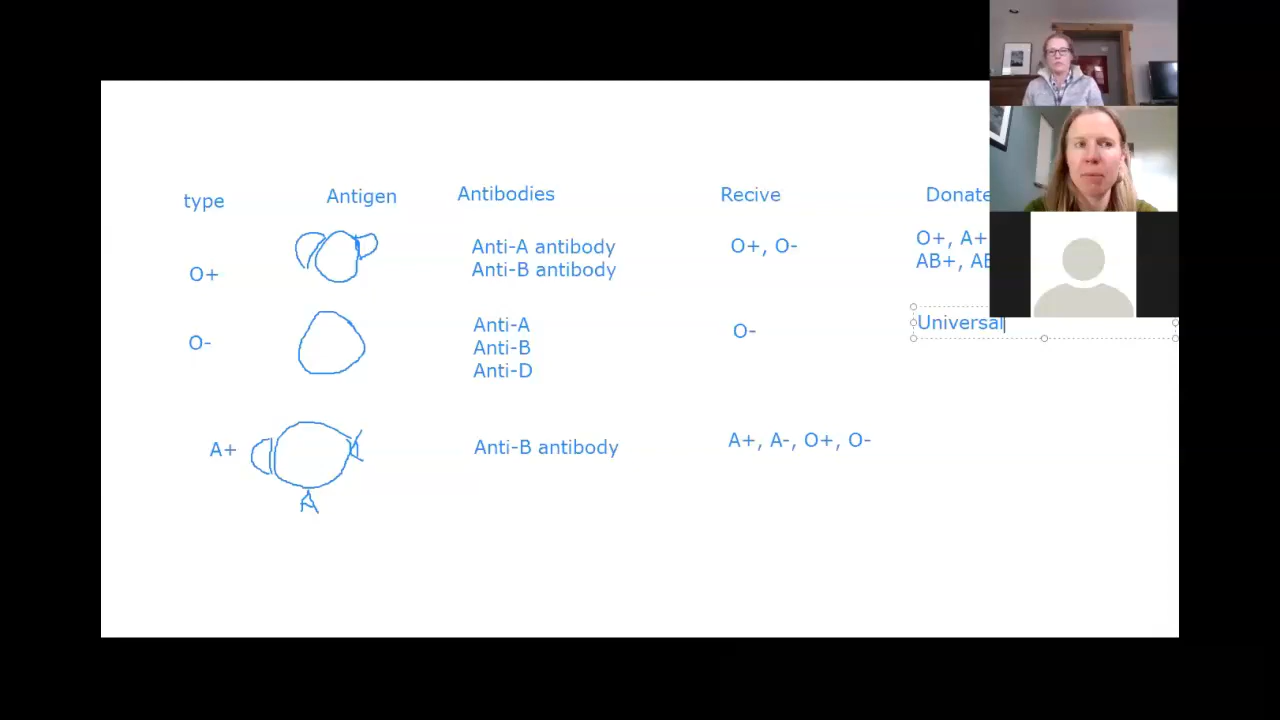 type Antigen Antibodies Recive Donate
O+ Anti-A antibody O+, O- O+, A+
Anti-B antibody AB+, AB
O- Anti-A O- Universal
Anti-B
Anti-D
A+ Anti-B antibody A+, A-, O+, O-
A